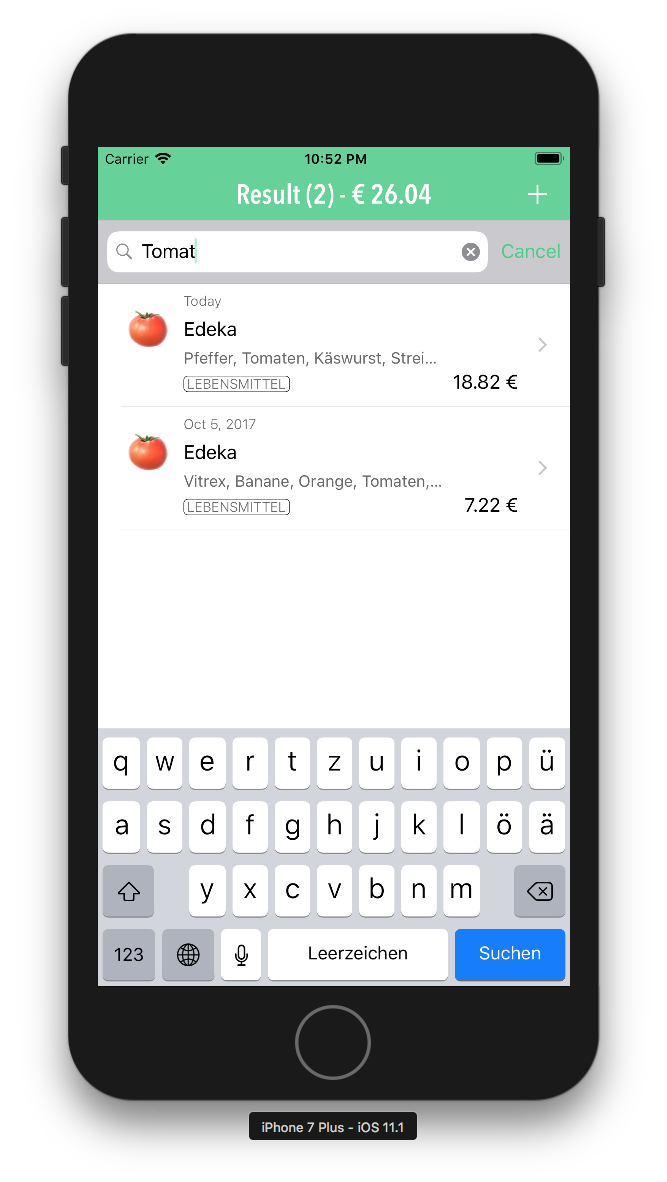 Carrier 10:52 PM
Result (2) - € 26.04 +
Tomat Cancel
Today
Edeka
Pfeffer, Tomaten, Käswurst, Strei...
LEBENSMITTEL 18.82 €
Oct 5, 2017
Edeka
Vitrex, Banane, Orange, Tomaten,...
LEBENSMITTEL 7.22 €
q w e r t z u i o p ü
a s d f g h j k l ö ä
y x c v b n m
123 Leerzeichen Suchen
iPhone 7 Plus - iOS 11.1